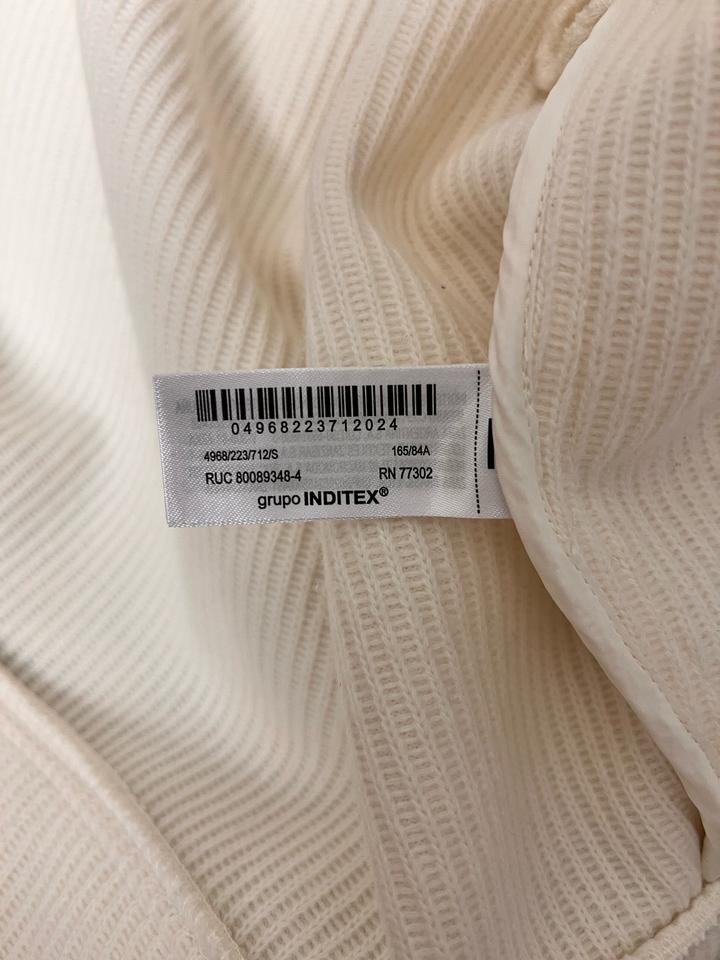 04968223712024
4968/223/712/S 165/84A
RUC 80089348-4 RN 77302
grupo INDITEX®